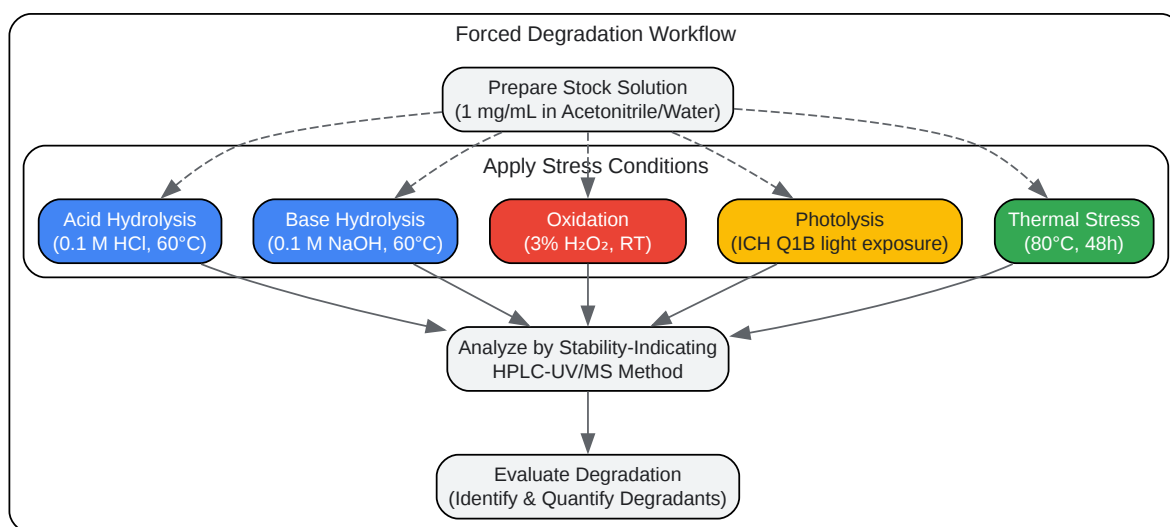 Forced Degradation Workflow
Prepare Stock Solution
(1 mg/mL in Acetonitrile/Water)
Apply Stress Conditions
Acid Hydrolysis
(0.1 M HCl, 60°C)
Base Hydrolysis
(0.1 M NaOH, 60°C)
Oxidation
(3% H₂O₂, RT)
Photolysis
(ICH Q1B light exposure)
Thermal Stress
(80°C, 48h)
Analyze by Stability-Indicating
HPLC-UV/MS Method
Evaluate Degradation
(Identify & Quantify Degradants)